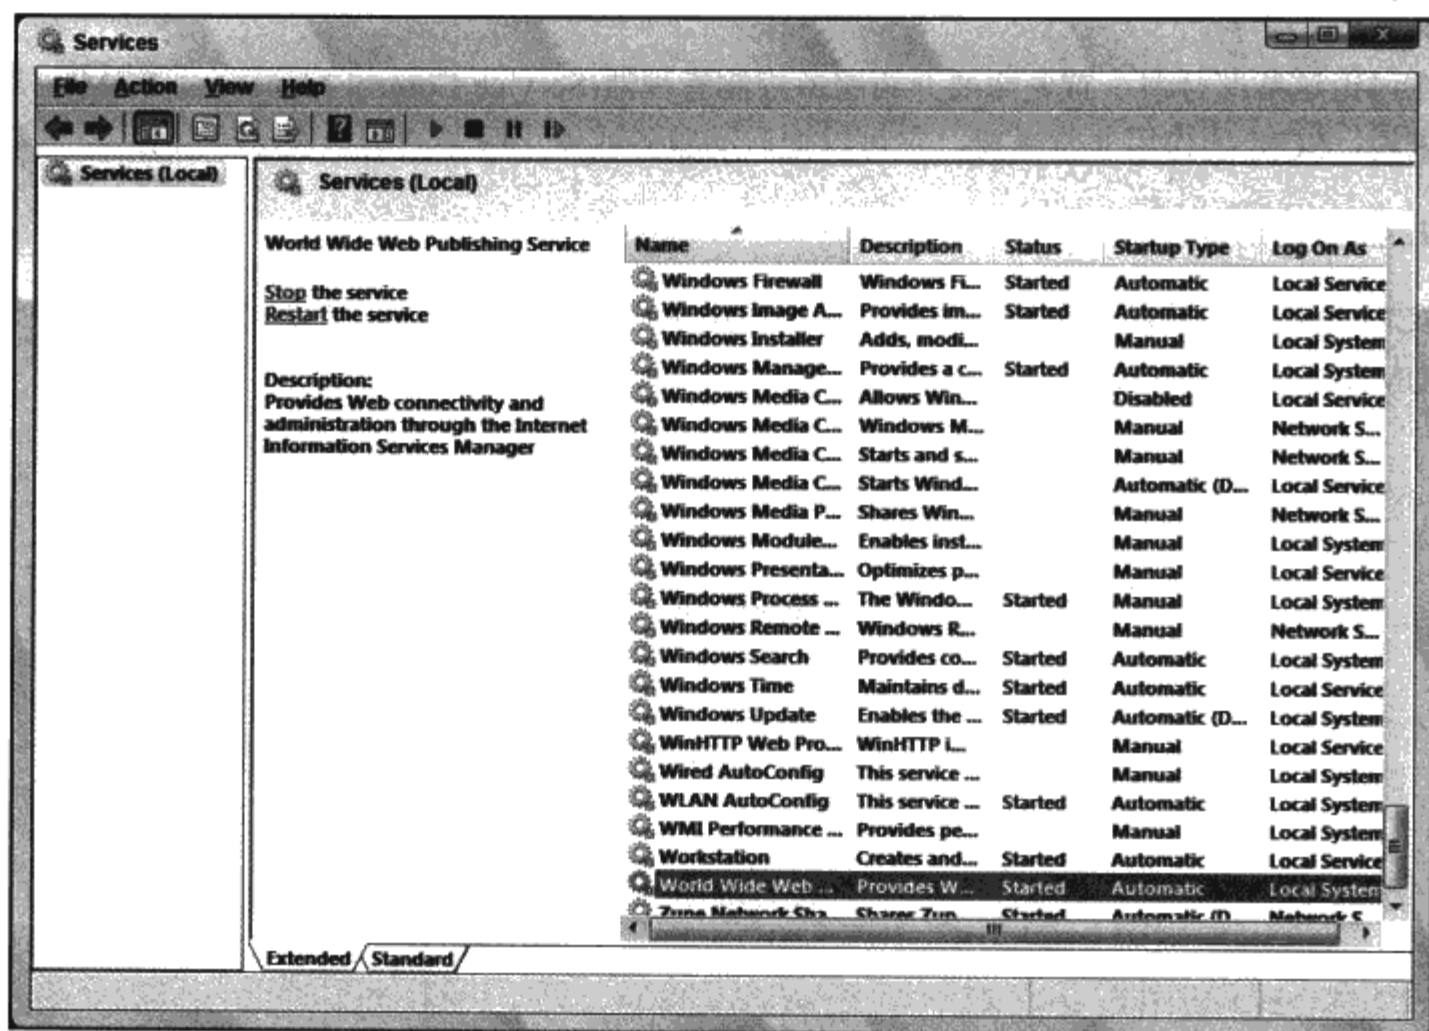 Services
File Action View Help
Services (Local)
Services (Local)
World Wide Web Publishing Service
Stop the service
Restart the service
Description:
Provides Web connectivity and
administration through the Internet
Information Services Manager
Name Description Status Startup Type Log On As
Windows Firewall Windows Fi... Started Automatic Local Service
Windows Image A... Provides im... Started Automatic Local Service
Windows Installer Adds, modi... Manual Local System
Windows Manage... Provides a c... Started Automatic Local System
Windows Media C... Allows Win... Disabled Local Service
Windows Media C... Windows M... Manual Network S...
Windows Media C... Starts and s... Manual Network S...
Windows Media C... Starts Wind... Automatic (D... Local Service
Windows Media P... Shares Win... Manual Network S...
Windows Module... Enables inst... Manual Local System
Windows Presenta... Optimizes p... Manual Local Service
Windows Process ... The Windo... Started Manual Local System
Windows Remote ... Windows R... Manual Network S...
Windows Search Provides co... Started Automatic Local System
Windows Time Maintains d... Started Automatic Local Service
Windows Update Enables the ... Started Automatic (D... Local System
WinHTTP Web Pro... WinHTTP i... Manual Local Service
Wired AutoConfig This service ... Manual Local System
WLAN AutoConfig This service ... Started Automatic Local System
WMI Performance ... Provides pe... Manual Local System
Workstation Creates and... Started Automatic Local Service
World Wide Web ... Provides W... Started Automatic Local System
Zune Network Sha Shares Zun Started Automatic (D Network S
Extended Standard